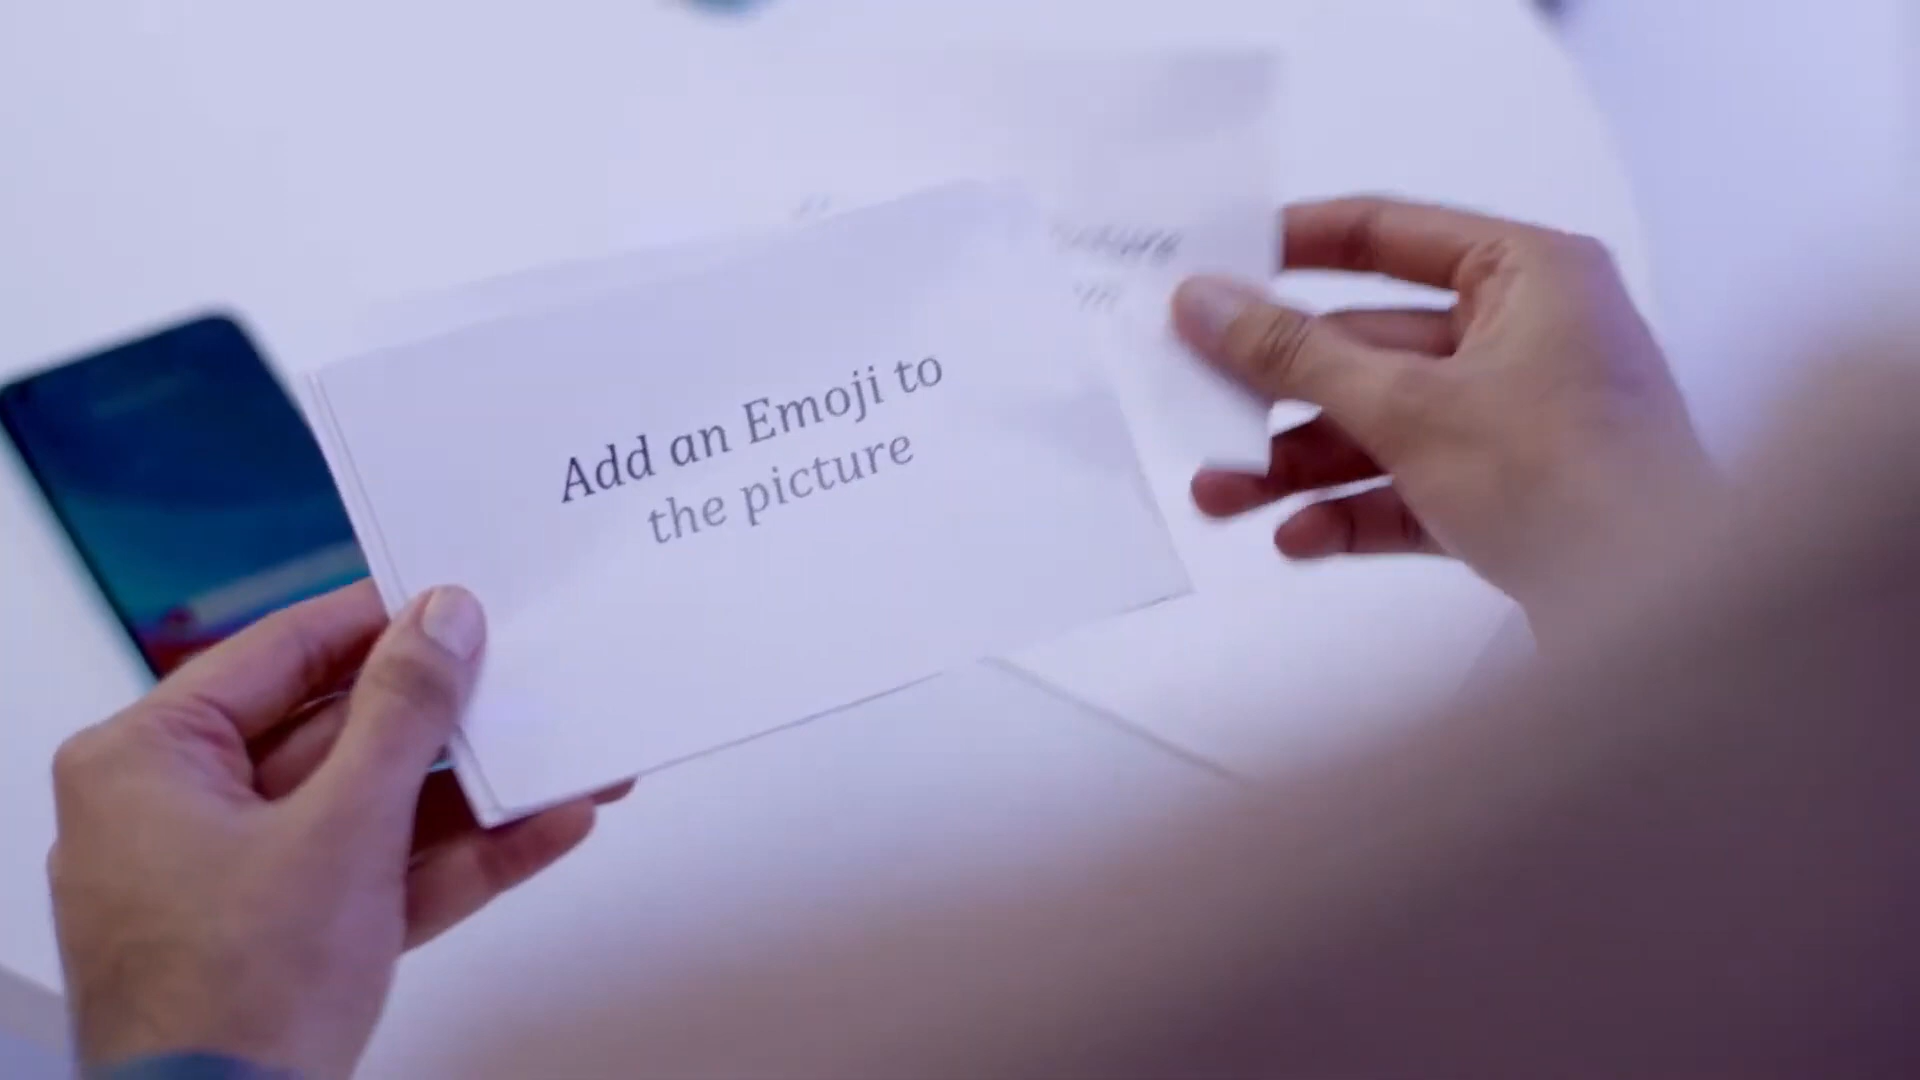 Add an Emoji to
the picture